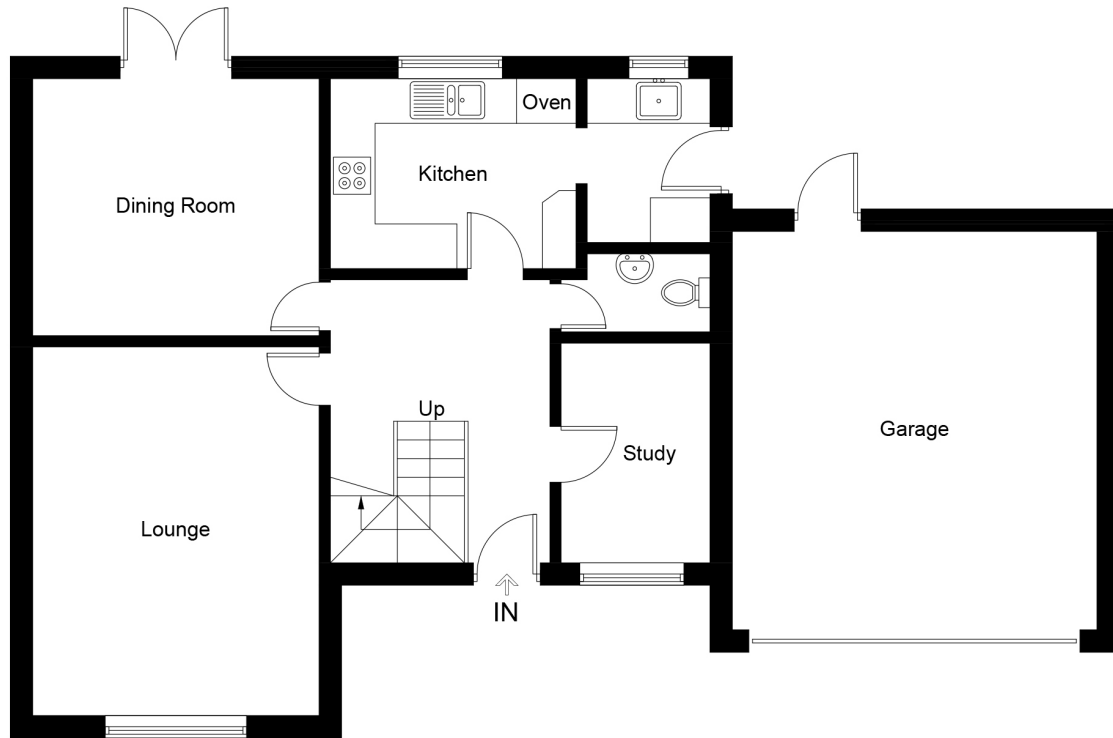 Oven
Kitchen
Dining Room
Up
Garage
Study
Lounge
IN